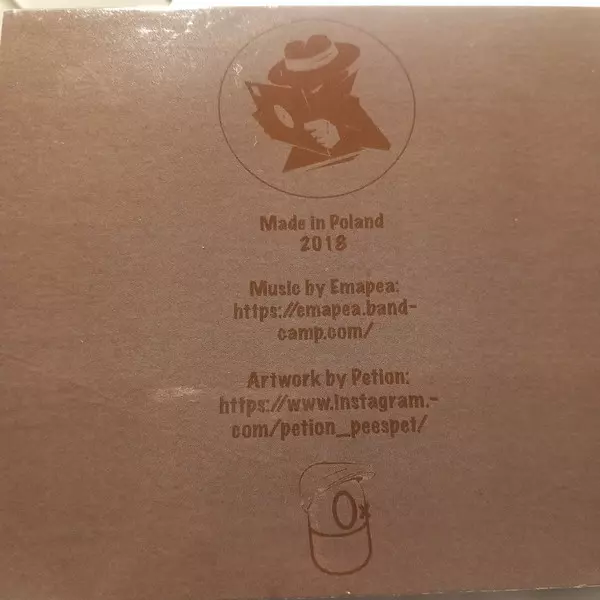 Made in Poland
2018
Music by Emapea:
https://emapea.band-
camp.com/
Artwork by Petion:
https://www.instagram.-
com/petion_peespet/
0x